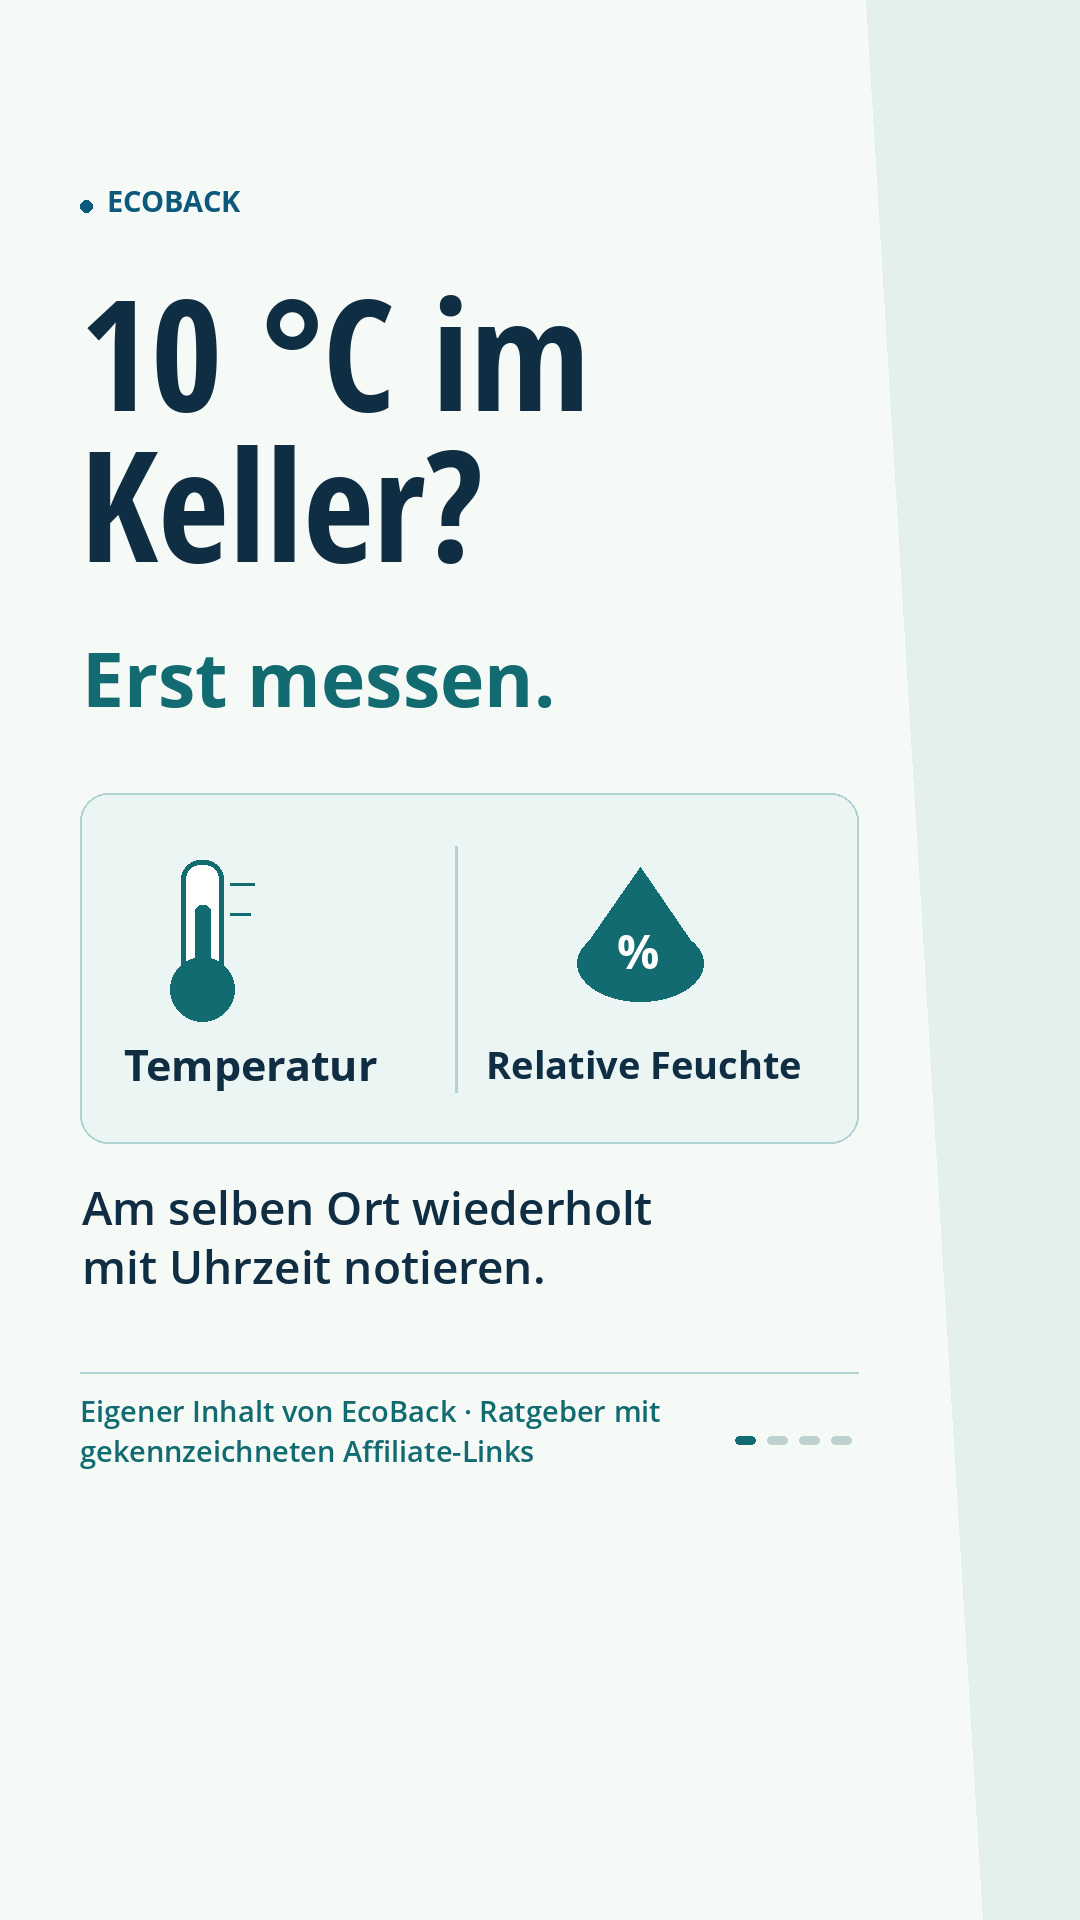 ECOBACK
10 °C im
Keller?
Erst messen.
%
Temperatur
Relative Feuchte
Am selben Ort wiederholt
mit Uhrzeit notieren.
Eigener Inhalt von EcoBack · Ratgeber mit
gekennzeichneten Affiliate-Links